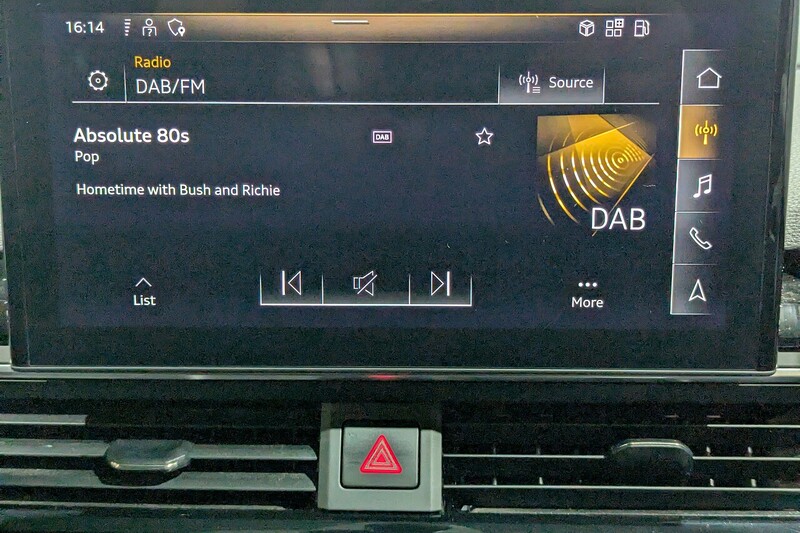 16:14
Radio
DAB/FM
Source
Absolute 80s
DAB
Pop
Hometime with Bush and Richie
DAB
List
More